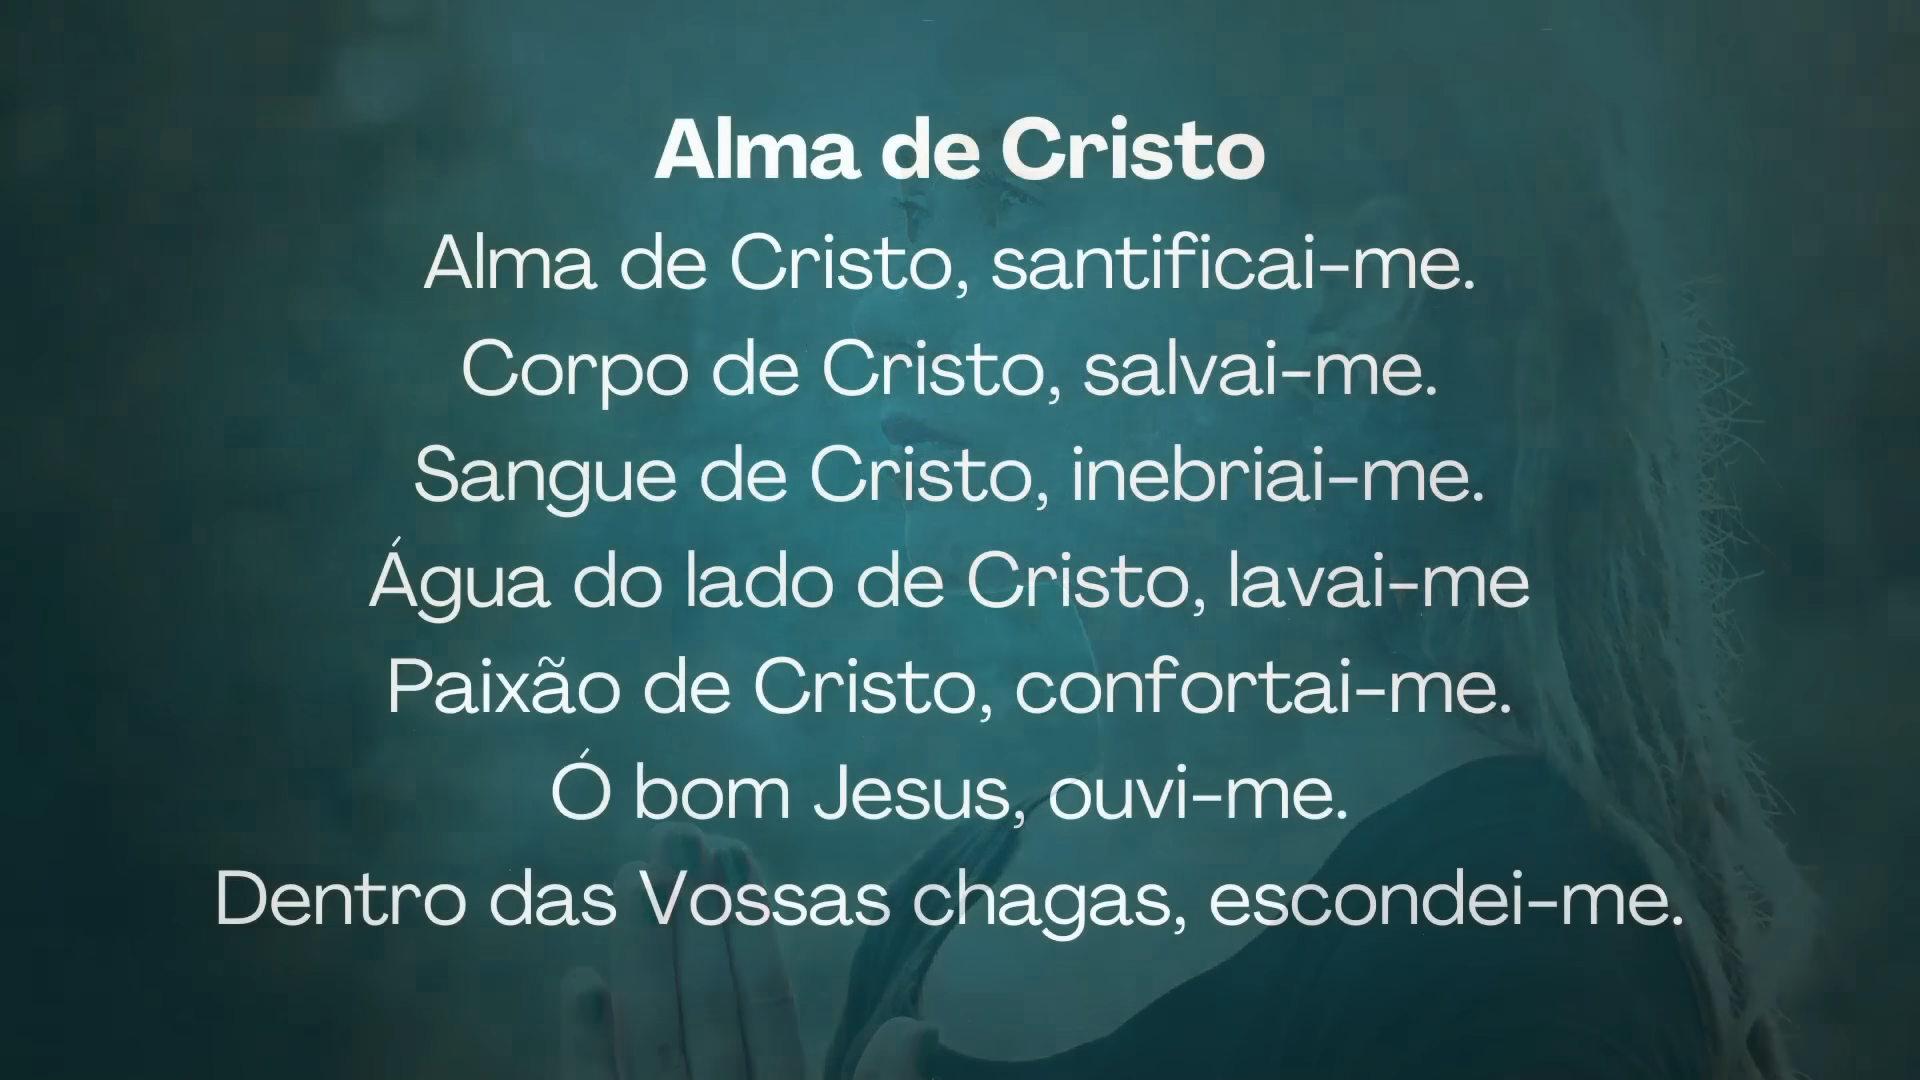 Alma de Cristo
Alma de Cristo, santificai-me.
Corpo de Cristo, salvai-me.
Sangue de Cristo, inebriai-me.
Água do lado de Cristo, lavai-me
Paixão de Cristo, confortai-me.
Ó bom Jesus, ouvi-me.
Dentro das Vossas chagas, escondei-me.